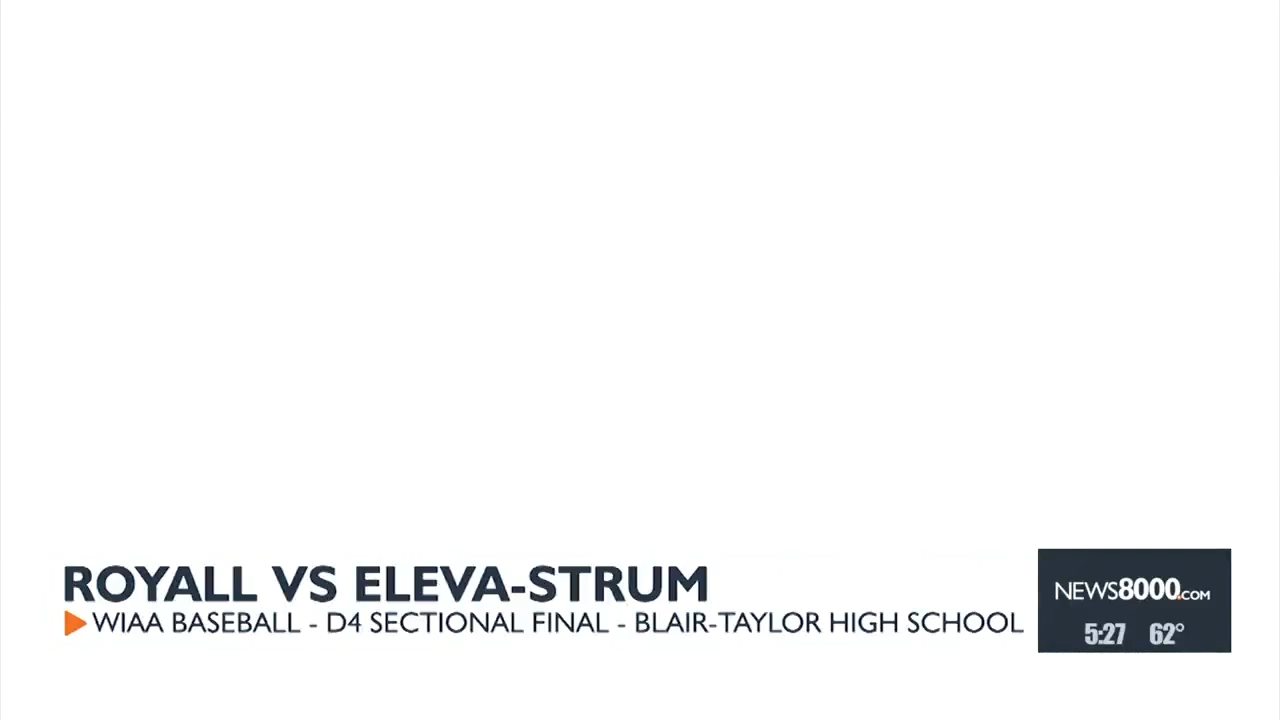 ROYALL VS ELEVA-STRUM
WIAA BASEBALL - D4 SECTIONAL FINAL - BLAIR-TAYLOR HIGH SCHOOL
NEWS8000.COM
5:27 62°